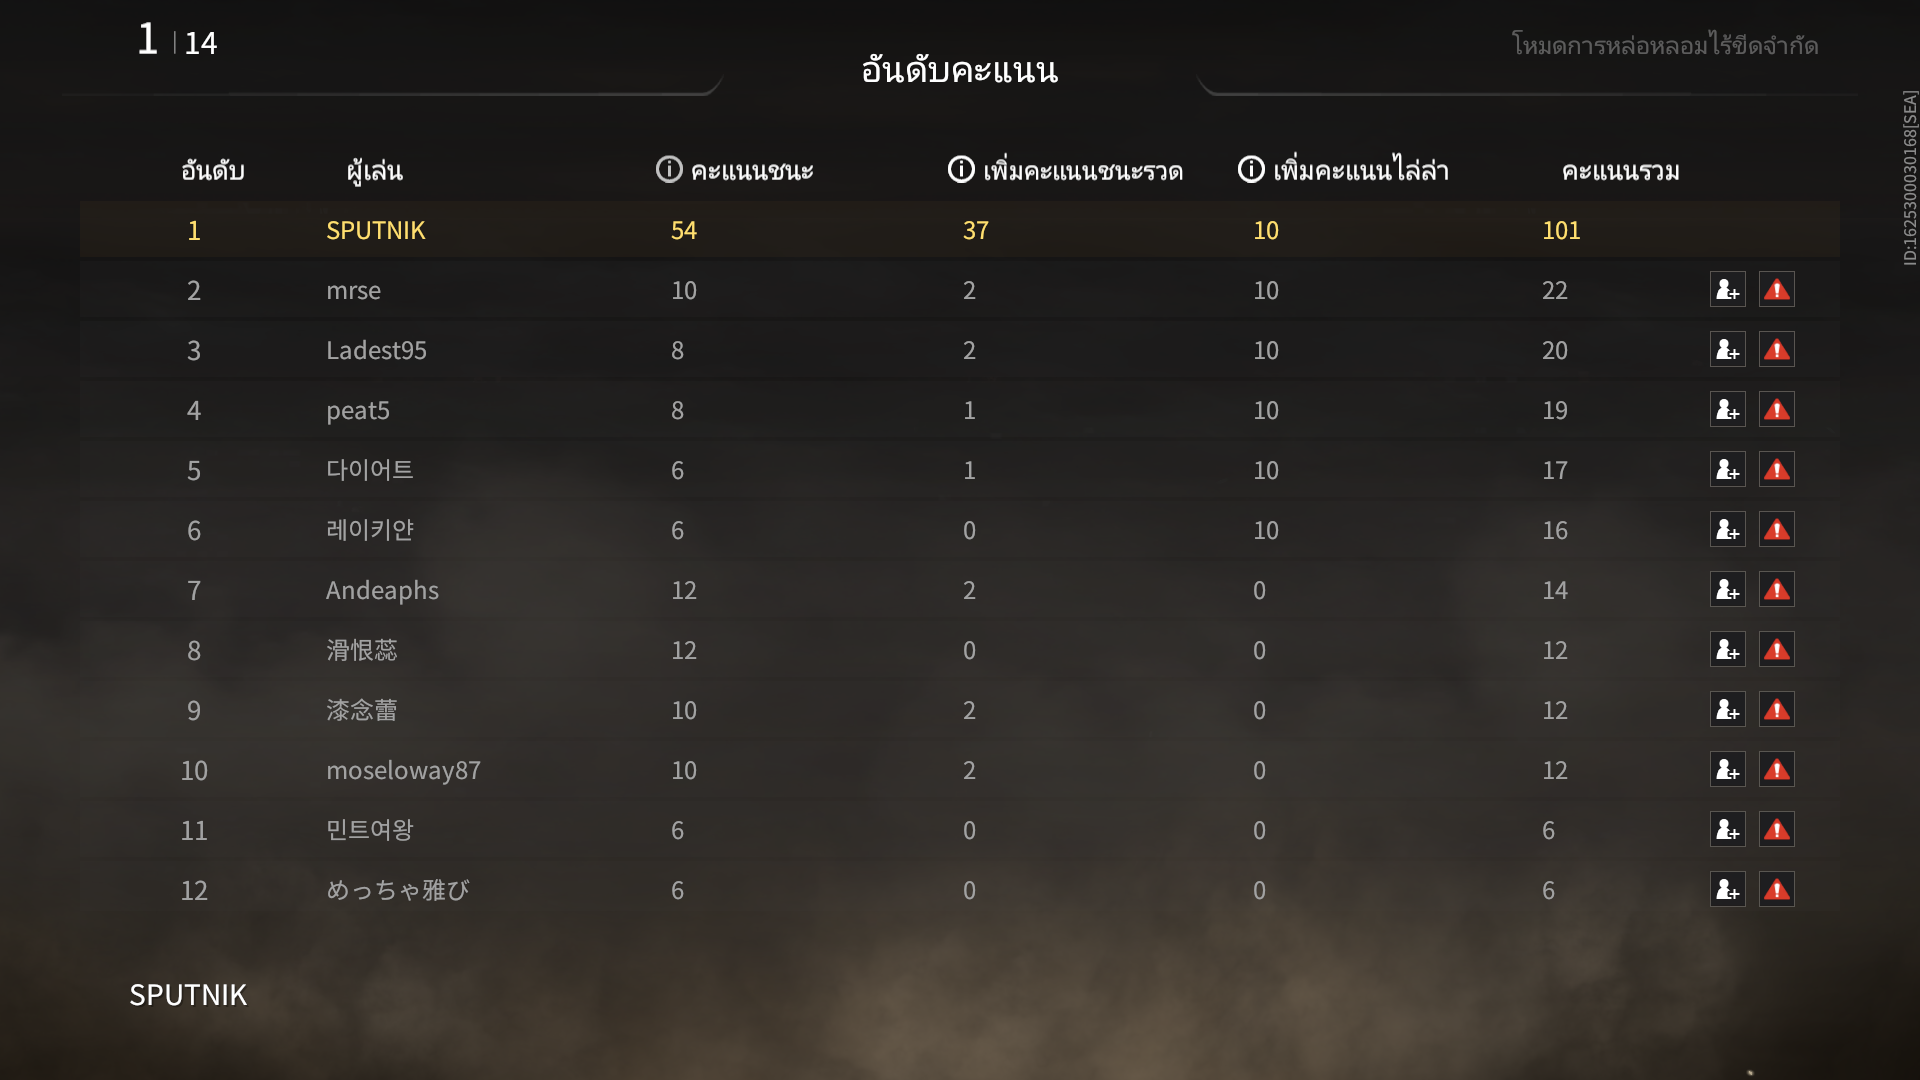 1 | 14
โหมดการหล่อหลอมไร้ขีดจำกัด
อันดับคะแนน
ID:1625300030168[SEA]
อันดับ ผู้เล่น คะแนนชนะ เพิ่มคะแนนชนะรวด เพิ่มคะแนนไล่ล่า คะแนนรวม
1 SPUTNIK 54 37 10 101
2 mrse 10 2 10 22
3 Ladest95 8 2 10 20
4 peat5 8 1 10 19
5 다이어트 6 1 10 17
6 레이키얀 6 0 10 16
7 Andeaphs 12 2 0 14
8 滑恨蕊 12 0 0 12
9 漆念蕾 10 2 0 12
10 moseloway87 10 2 0 12
11 민트여왕 6 0 0 6
12 めっちゃ雅び 6 0 0 6
SPUTNIK